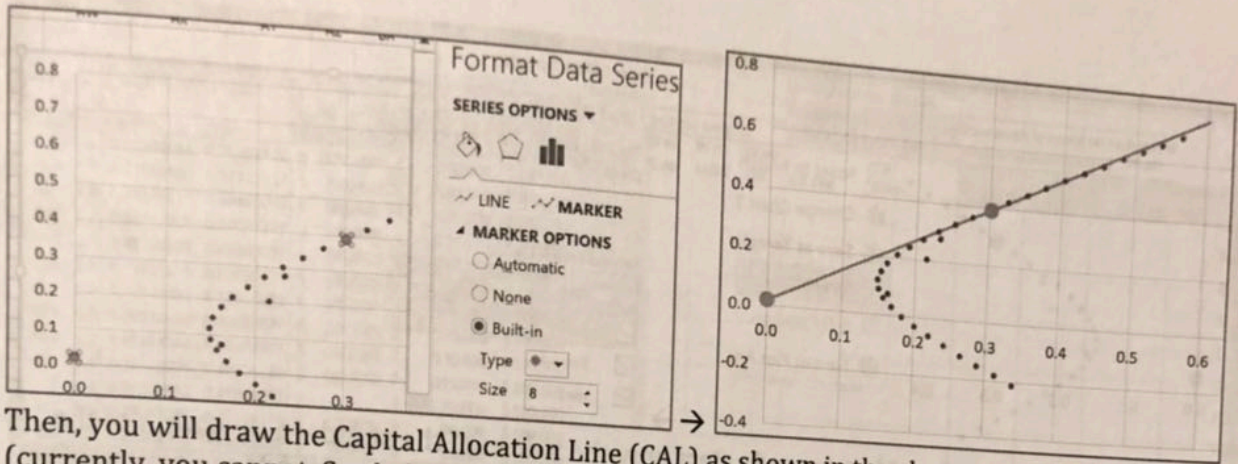 Format Data Series
SERIES OPTIONS
LINE MARKER
MARKER OPTIONS
Automatic
None
Built-in
Type
Size 8
0.8
0.7
0.6
0.5
0.4
0.3
0.2
0.1
0.0
0.0 0.1 0.2 0.3
0.8
0.6
0.4
0.2
0.0
-0.2
-0.4
0.0 0.1 0.2 0.3 0.4 0.5 0.6
→
Then, you will draw the Capital Allocation Line (CAL) as shown in the
(currently, you cannot